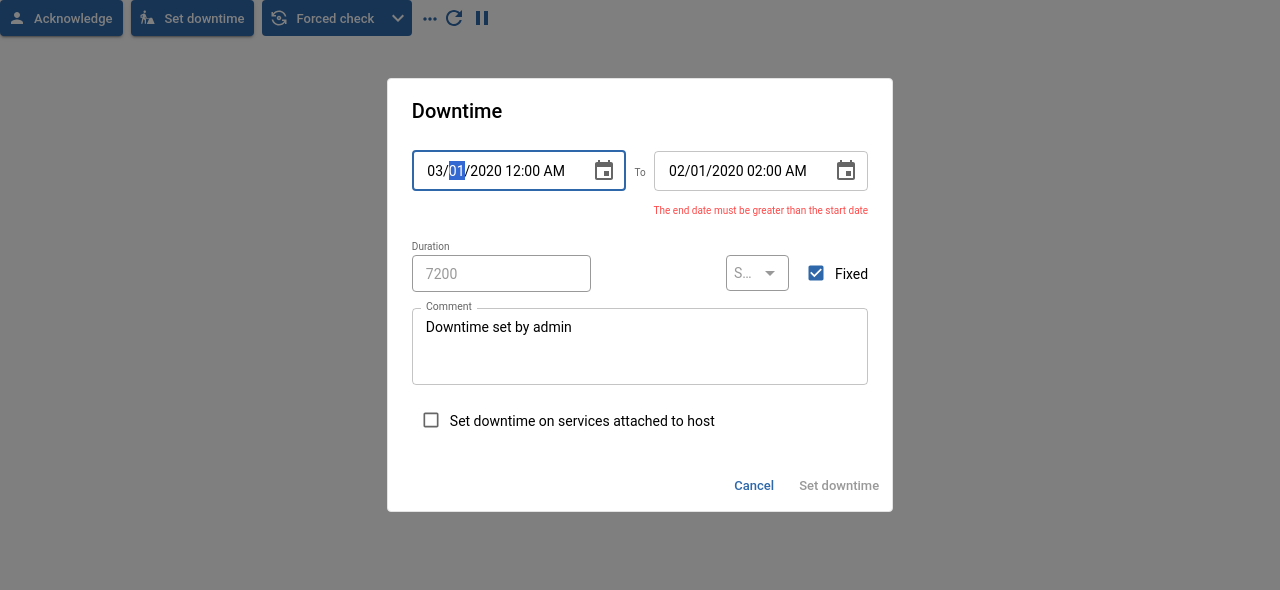 Acknowledge Set downtime Forced check
Downtime
03/01/2020 12:00 AM To 02/01/2020 02:00 AM
The end date must be greater than the start date
Duration
7200 S... Fixed
Comment
Downtime set by admin
Set downtime on services attached to host
Cancel Set downtime